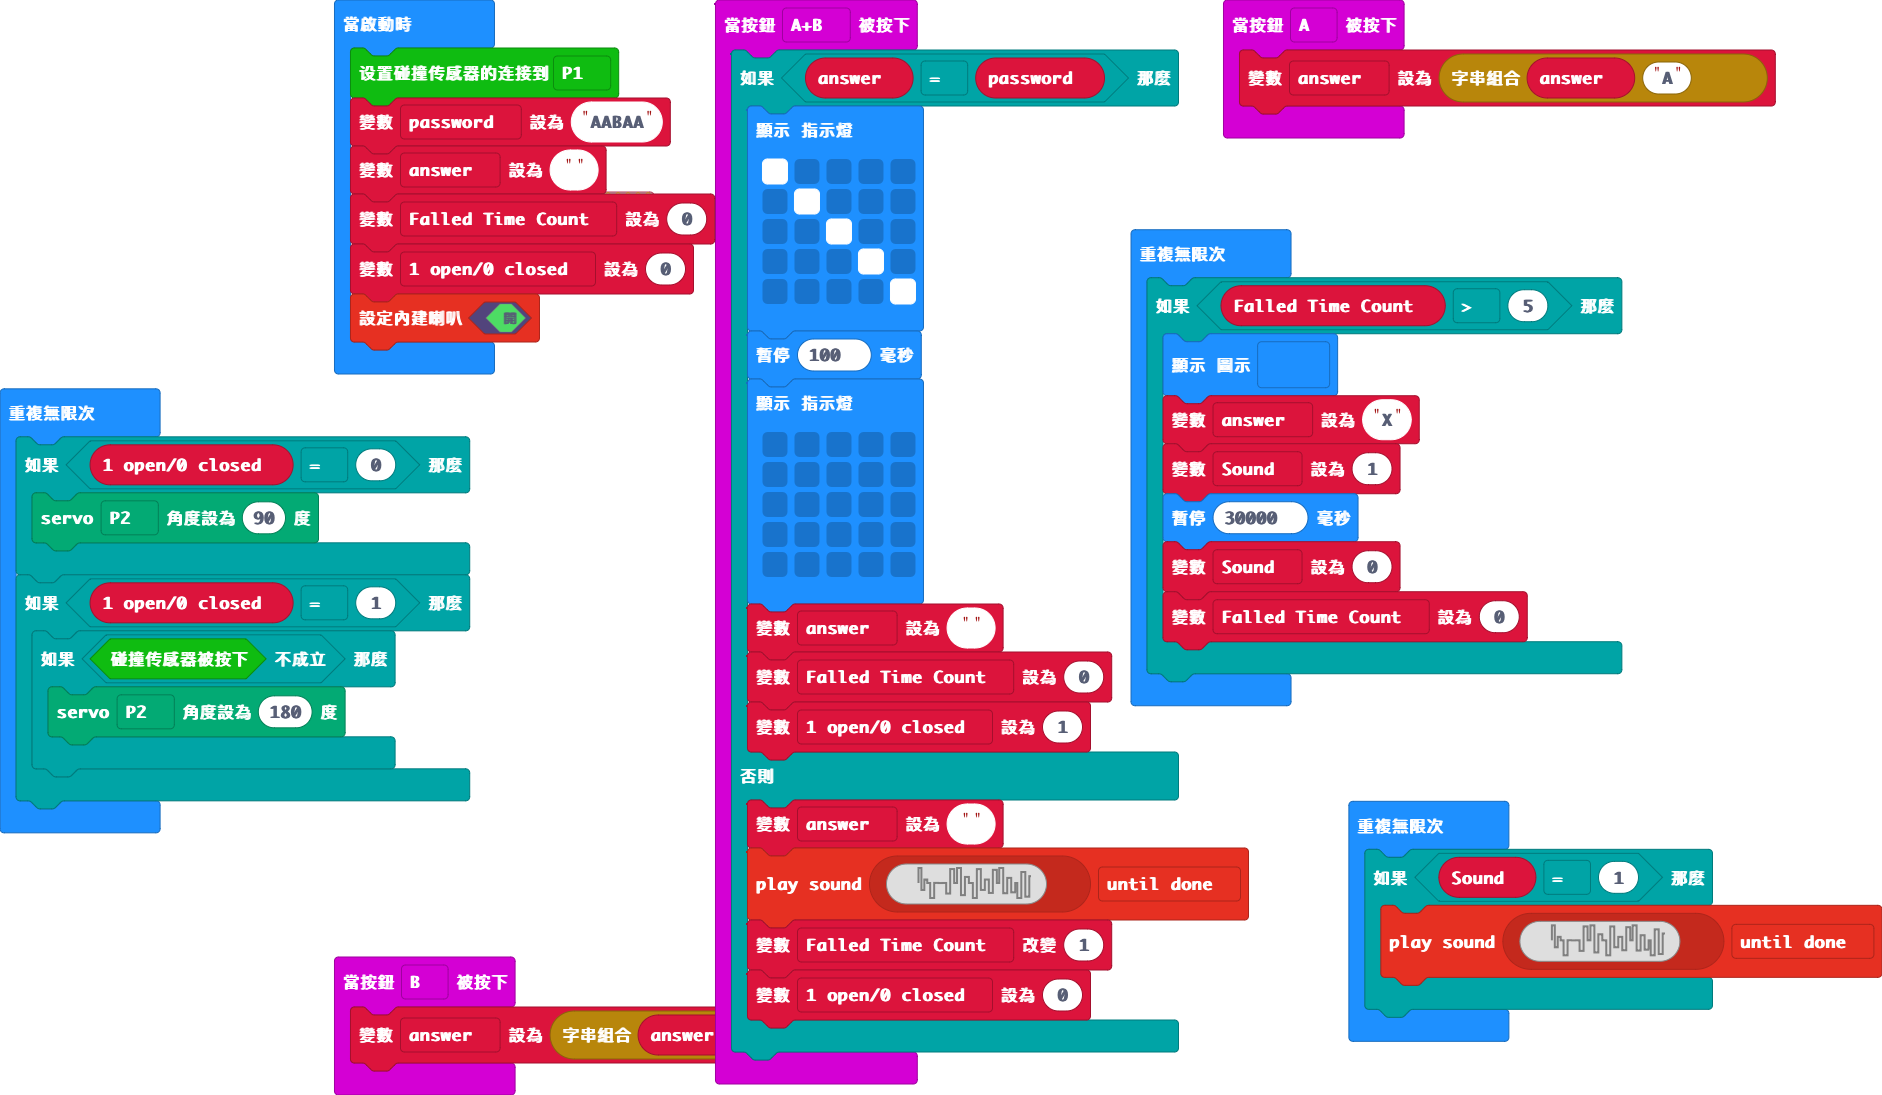 當啟動時
设置碰撞传感器的连接到 P1
變數 password 設為 "AABAA"
變數 answer 設為 " "
變數 Falled Time Count 設為 0
變數 1 open/0 closed 設為 0
設定內建喇叭 開
重複無限次
如果 1 open/0 closed = 0 那麼
servo P2 角度設為 90 度
如果 1 open/0 closed = 1 那麼
如果 碰撞传感器被按下 不成立 那麼
servo P2 角度設為 180 度
當按鈕 B 被按下
變數 answer 設為 字串組合 answer
當按鈕 A+B 被按下
如果 answer = password 那麼
顯示 指示燈
暫停 100 毫秒
顯示 指示燈
變數 answer 設為 " "
變數 Falled Time Count 設為 0
變數 1 open/0 closed 設為 1
否則
變數 answer 設為 " "
play sound until done
變數 Falled Time Count 改變 1
變數 1 open/0 closed 設為 0
當按鈕 A 被按下
變數 answer 設為 字串組合 answer "A"
重複無限次
如果 Falled Time Count > 5 那麼
顯示 圖示
變數 answer 設為 "X"
變數 Sound 設為 1
暫停 30000 毫秒
變數 Sound 設為 0
變數 Falled Time Count 設為 0
重複無限次
如果 Sound = 1 那麼
play sound until done